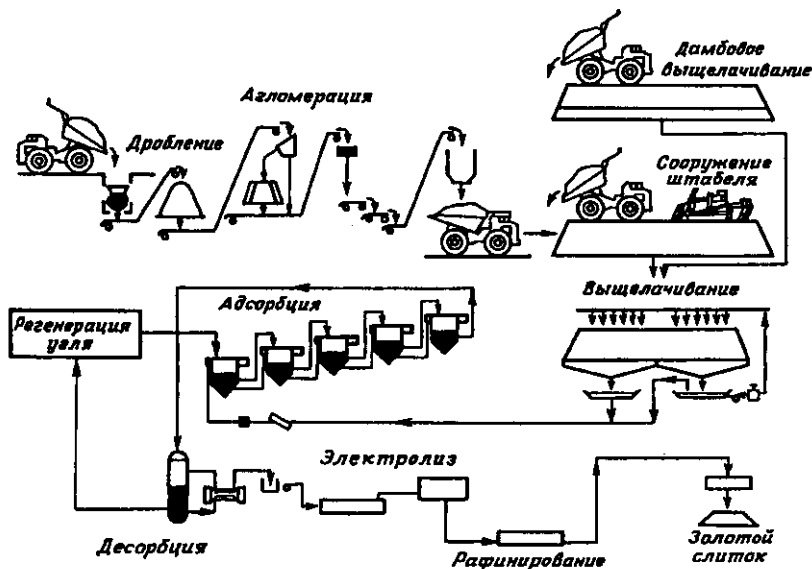 Дамбовое
выщелачивание
Агломерация
Дробление
Сооружение
штабеля
Выщелачивание
Адсорбция
Регенерация
угля
Электролиз
Десорбция
Рафинирование
Золотой
слиток